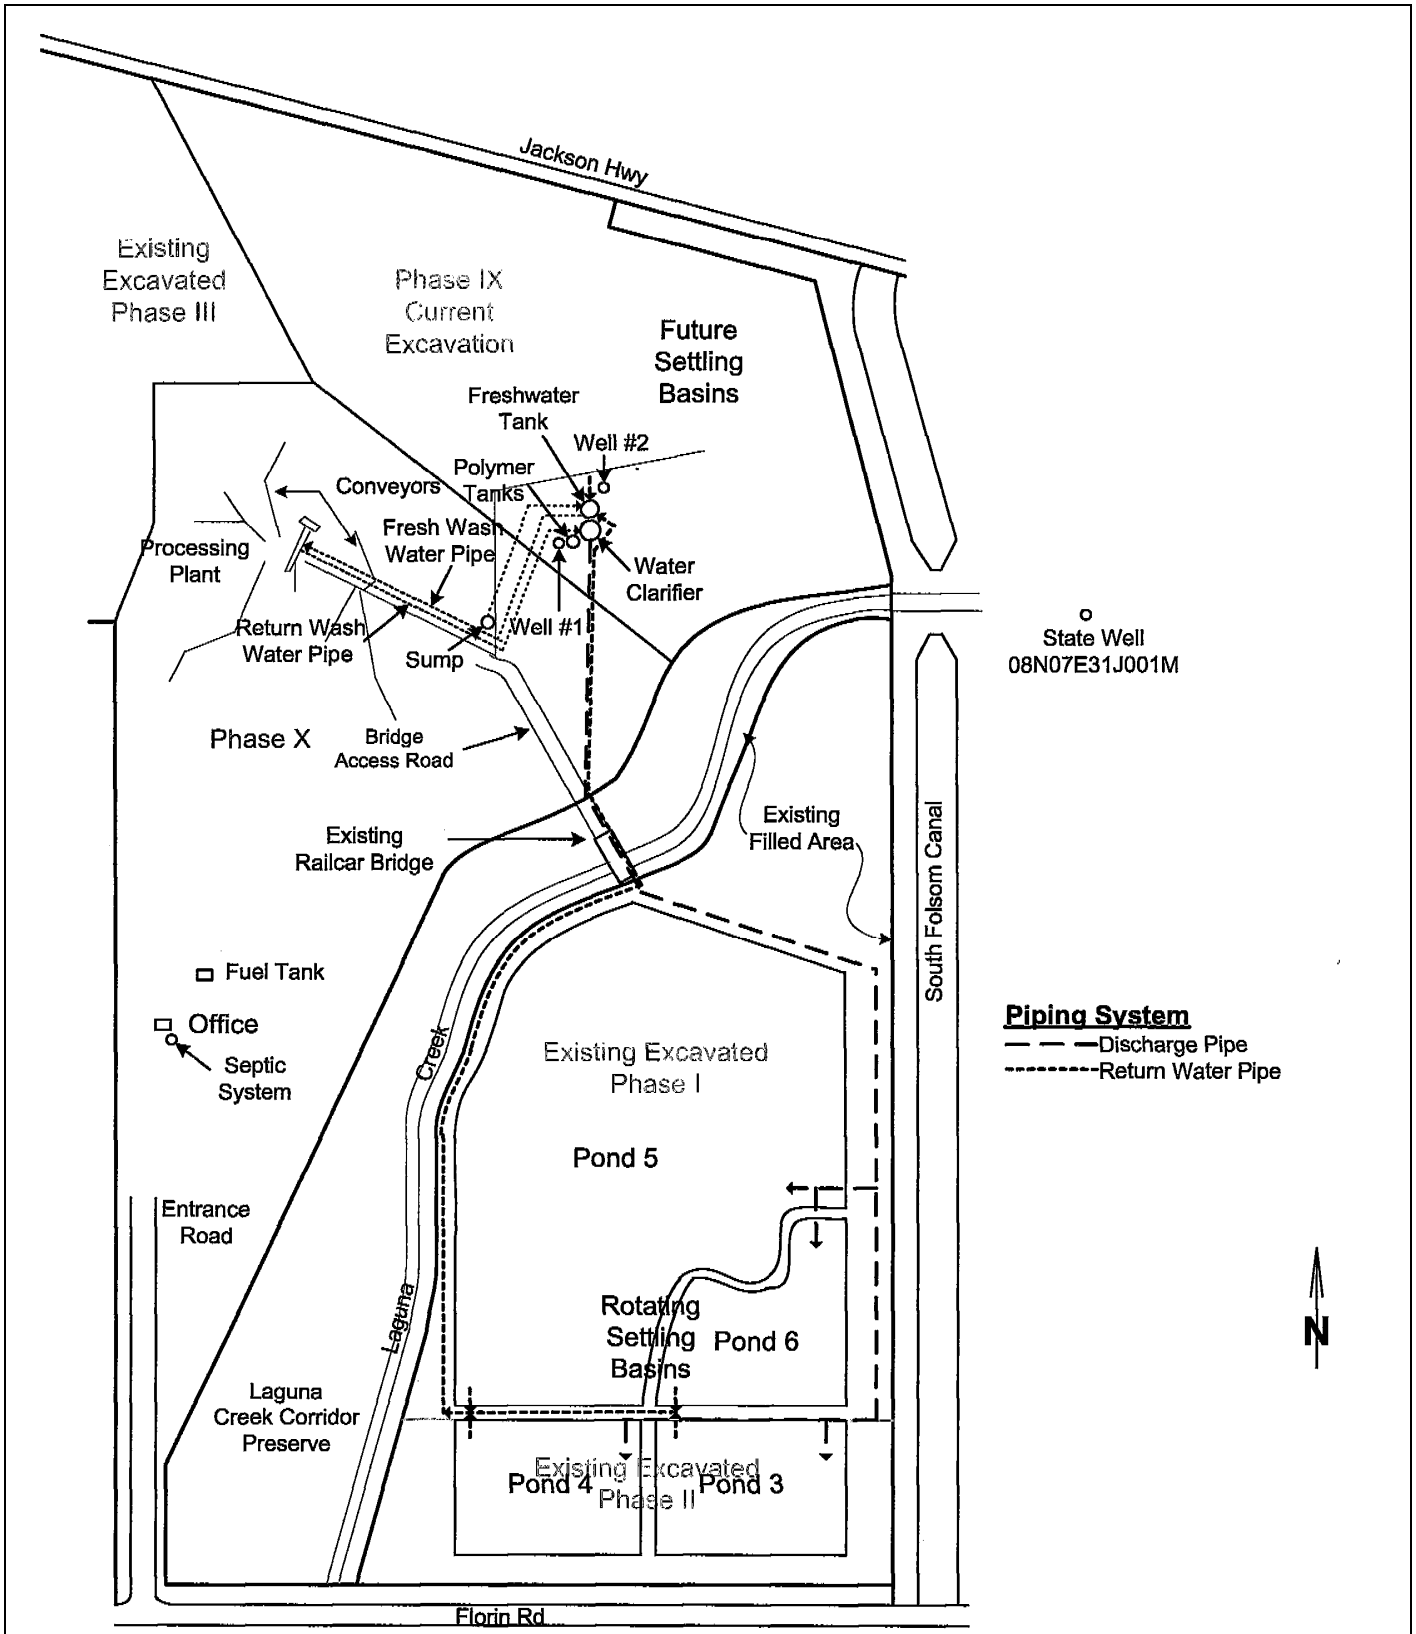 Jackson Hwy
Existing
Excavated
Phase III
Phase IX
Current
Excavation
Future
Settling
Basins
Freshwater
Tank
Well #2
Polymer
Tanks
Conveyors
Fresh Wash
Water Pipe
Processing
Plant
Water
Clarifier
Return Wash
Water Pipe
Sump
Well #1
State Well
08N07E31J001M
Phase X
Bridge
Access Road
Existing
Railcar Bridge
Existing
Filled Area
South Folsom Canal
Fuel Tank
Office
Septic
System
Creek
Laguna
Existing Excavated
Phase I
Pond 5
Piping System
Discharge Pipe
Return Water Pipe
Entrance
Road
Rotating
Settling
Basins
Pond 6
N
Laguna
Creek Corridor
Preserve
Existing Excavated
Phase II
Pond 4
Pond 3
Florin Rd